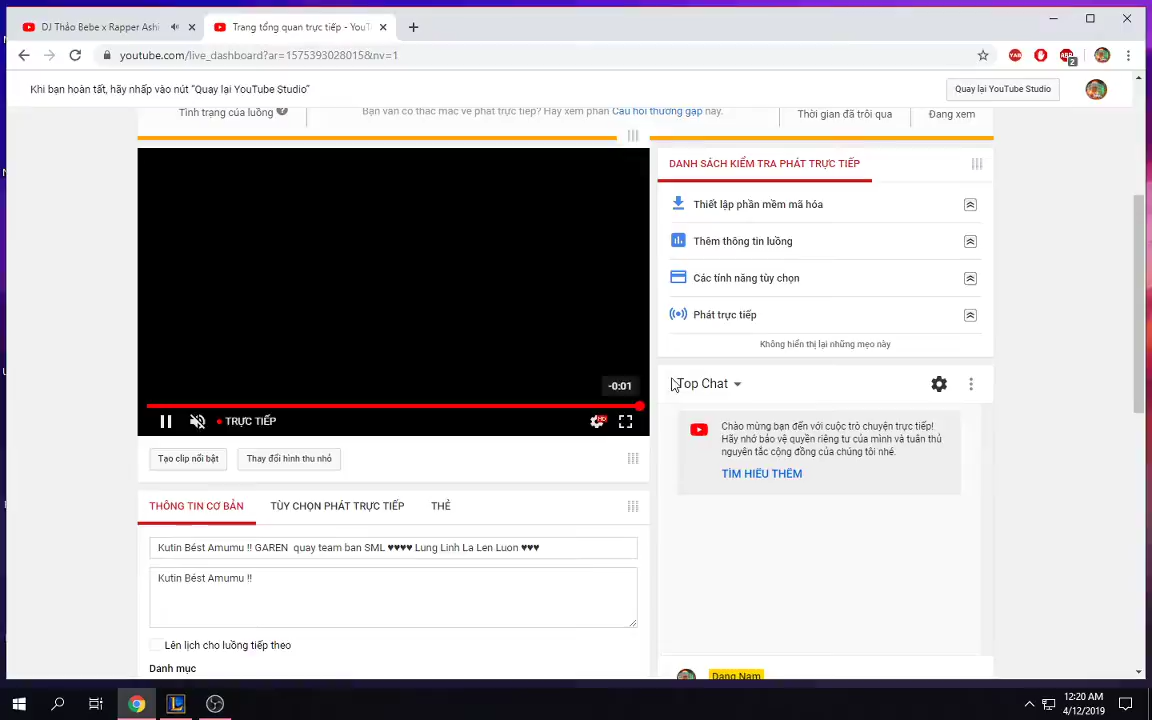 DJ Thảo Bebe x Rapper Ashi
Trang tổng quan trực tiếp - YouT
youtube.com/live_dashboard?ar=1575393028015&nv=1
YAB
ABP
2
Khi bạn hoàn tất, hãy nhấp vào nút "Quay lại YouTube Studio"
Quay lại YouTube Studio
Tình trạng của luồng ?
Bạn vẫn có thắc mắc về phát trực tiếp? Hãy xem phần Câu hỏi thường gặp này.
Thời gian đã trôi qua
Đang xem
-0:01
TRỰC TIẾP
HD
Tạo clip nổi bật
Thay đổi hình thu nhỏ
THÔNG TIN CƠ BẢN
TÙY CHỌN PHÁT TRỰC TIẾP
THẺ
Kutin Bést Amumu !! GAREN quay team ban SML ♥♥♥♥ Lung Linh La Len Luon ♥♥♥
Kutin Bést Amumu !!
Lên lịch cho luồng tiếp theo
Danh mục
DANH SÁCH KIỂM TRA PHÁT TRỰC TIẾP
Thiết lập phần mềm mã hóa
Thêm thông tin luồng
Các tính năng tùy chọn
Phát trực tiếp
Không hiển thị lại những mẹo này
Top Chat
Chào mừng bạn đến với cuộc trò chuyện trực tiếp!
Hãy nhớ bảo vệ quyền riêng tư của mình và tuân thủ
nguyên tắc cộng đồng của chúng tôi nhé.
TÌM HIỂU THÊM
Dang Nam
12:20 AM
4/12/2019